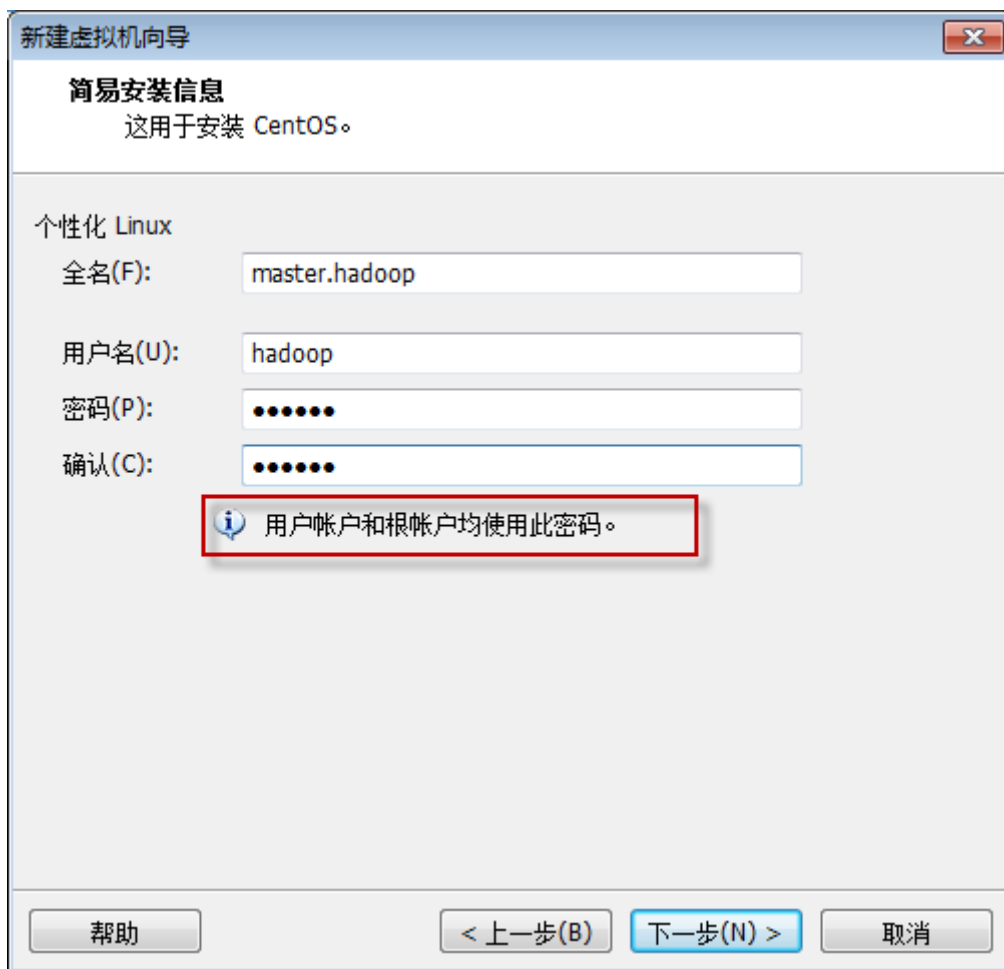 新建虚拟机向导
简易安装信息
这用于安装 CentOS。
个性化 Linux
全名(F): master.hadoop
用户名(U): hadoop
密码(P): ●●●●●●
确认(C): ●●●●●●
用户帐户和根帐户均使用此密码。
帮助 < 上一步(B) 下一步(N) > 取消